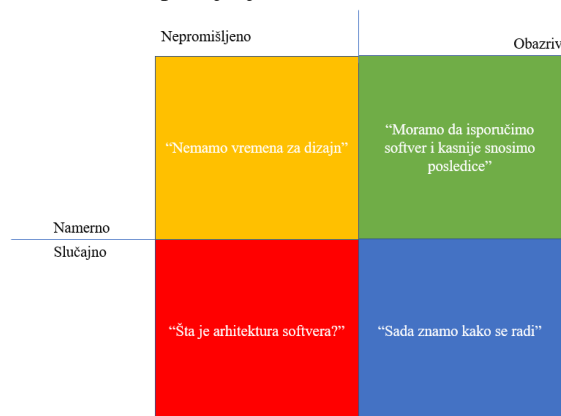 Nepromišljeno
Obaziv
“Nemamo vremena za dizajn”
“Moramo da isporučimo
softver i kasnije snosimo
posledice”
Namerno
Slučajno
“Šta je arhitektura softvera?”
“Sada znamo kako se radi”